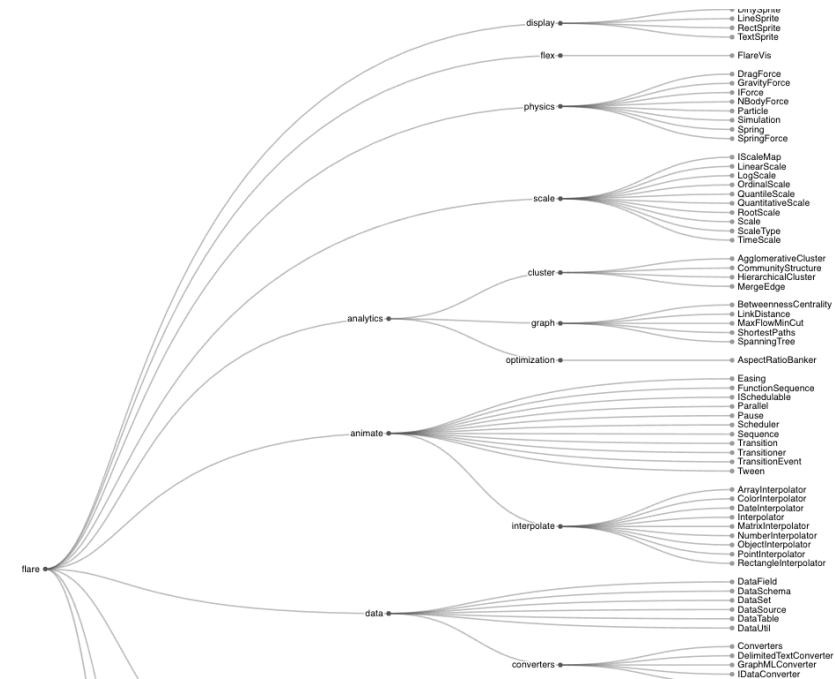 DirtySprite
LineSprite
display
RectSprite
TextSprite
flex
FlareVis
DragForce
GravityForce
IForce
NBodyForce
physics
Particle
Simulation
Spring
SpringForce
IScaleMap
LinearScale
LogScale
OrdinalScale
QuantileScale
scale
QuantitativeScale
RootScale
Scale
ScaleType
TimeScale
AgglomerativeCluster
CommunityStructure
cluster
HierarchicalCluster
MergeEdge
BetweennessCentrality
LinkDistance
analytics
graph
MaxFlowMinCut
ShortestPaths
SpanningTree
optimization
AspectRatioBanker
Easing
FunctionSequence
ISchedulable
Parallel
Pause
Scheduler
animate
Sequence
Transition
Transitioner
TransitionEvent
Tween
ArrayInterpolator
ColorInterpolator
DateInterpolator
Interpolator
interpolate
MatrixInterpolator
NumberInterpolator
ObjectInterpolator
PointInterpolator
RectangleInterpolator
flare
DataField
DataSchema
DataSet
data
DataSource
DataTable
DataUtil
Converters
DelimitedTextConverter
converters
GraphMLConverter
IDataConverter